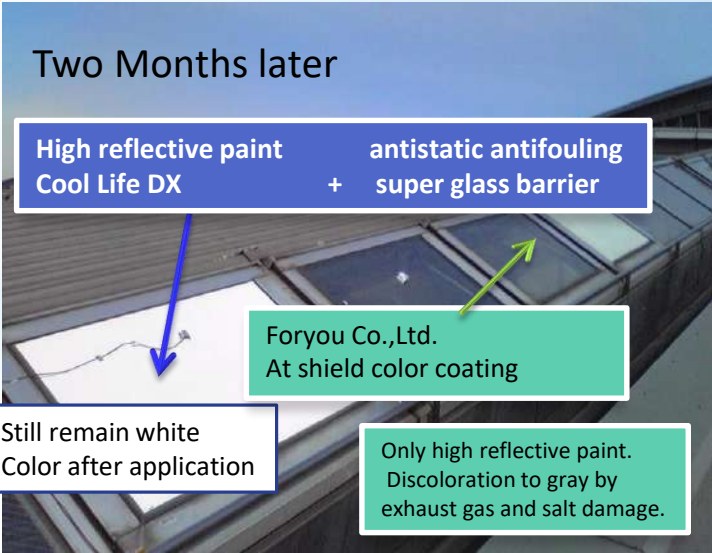 Two Months later
High reflective paint antistatic antifouling
Cool Life DX + super glass barrier
Foryou Co.,Ltd.
At shield color coating
Still remain white
Color after application
Only high reflective paint.
Discoloration to gray by
exhaust gas and salt damage.